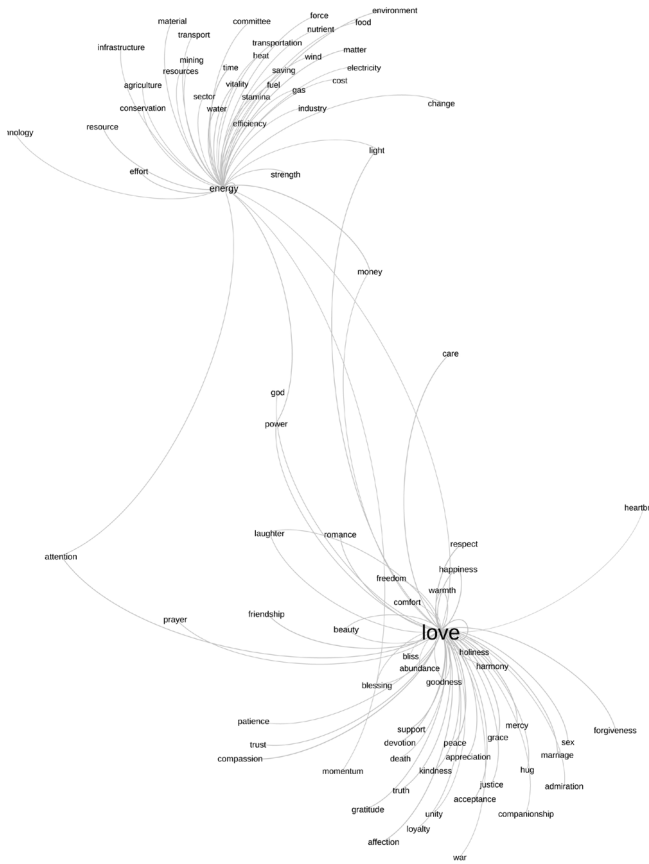 environment
force
material
committee
food
nutrient
transport
transportation
infrastructure
matter
heat
wind
mining
time
saving
electricity
resources
cost
vitality
fuel
agriculture
gas
sector
stamina
change
conservation
water
industry
efficiency
resource
nology
light
effort
strength
energy
money
care
god
power
heartb
laughter
romance
respect
attention
happiness
freedom
warmth
comfort
friendship
prayer
beauty
love
holiness
bliss
harmony
abundance
goodness
blessing
patience
mercy
support
forgiveness
grace
trust
devotion
peace
sex
marriage
compassion
death
appreciation
momentum
kindness
hug
justice
admiration
truth
acceptance
gratitude
unity
companionship
loyalty
affection
war